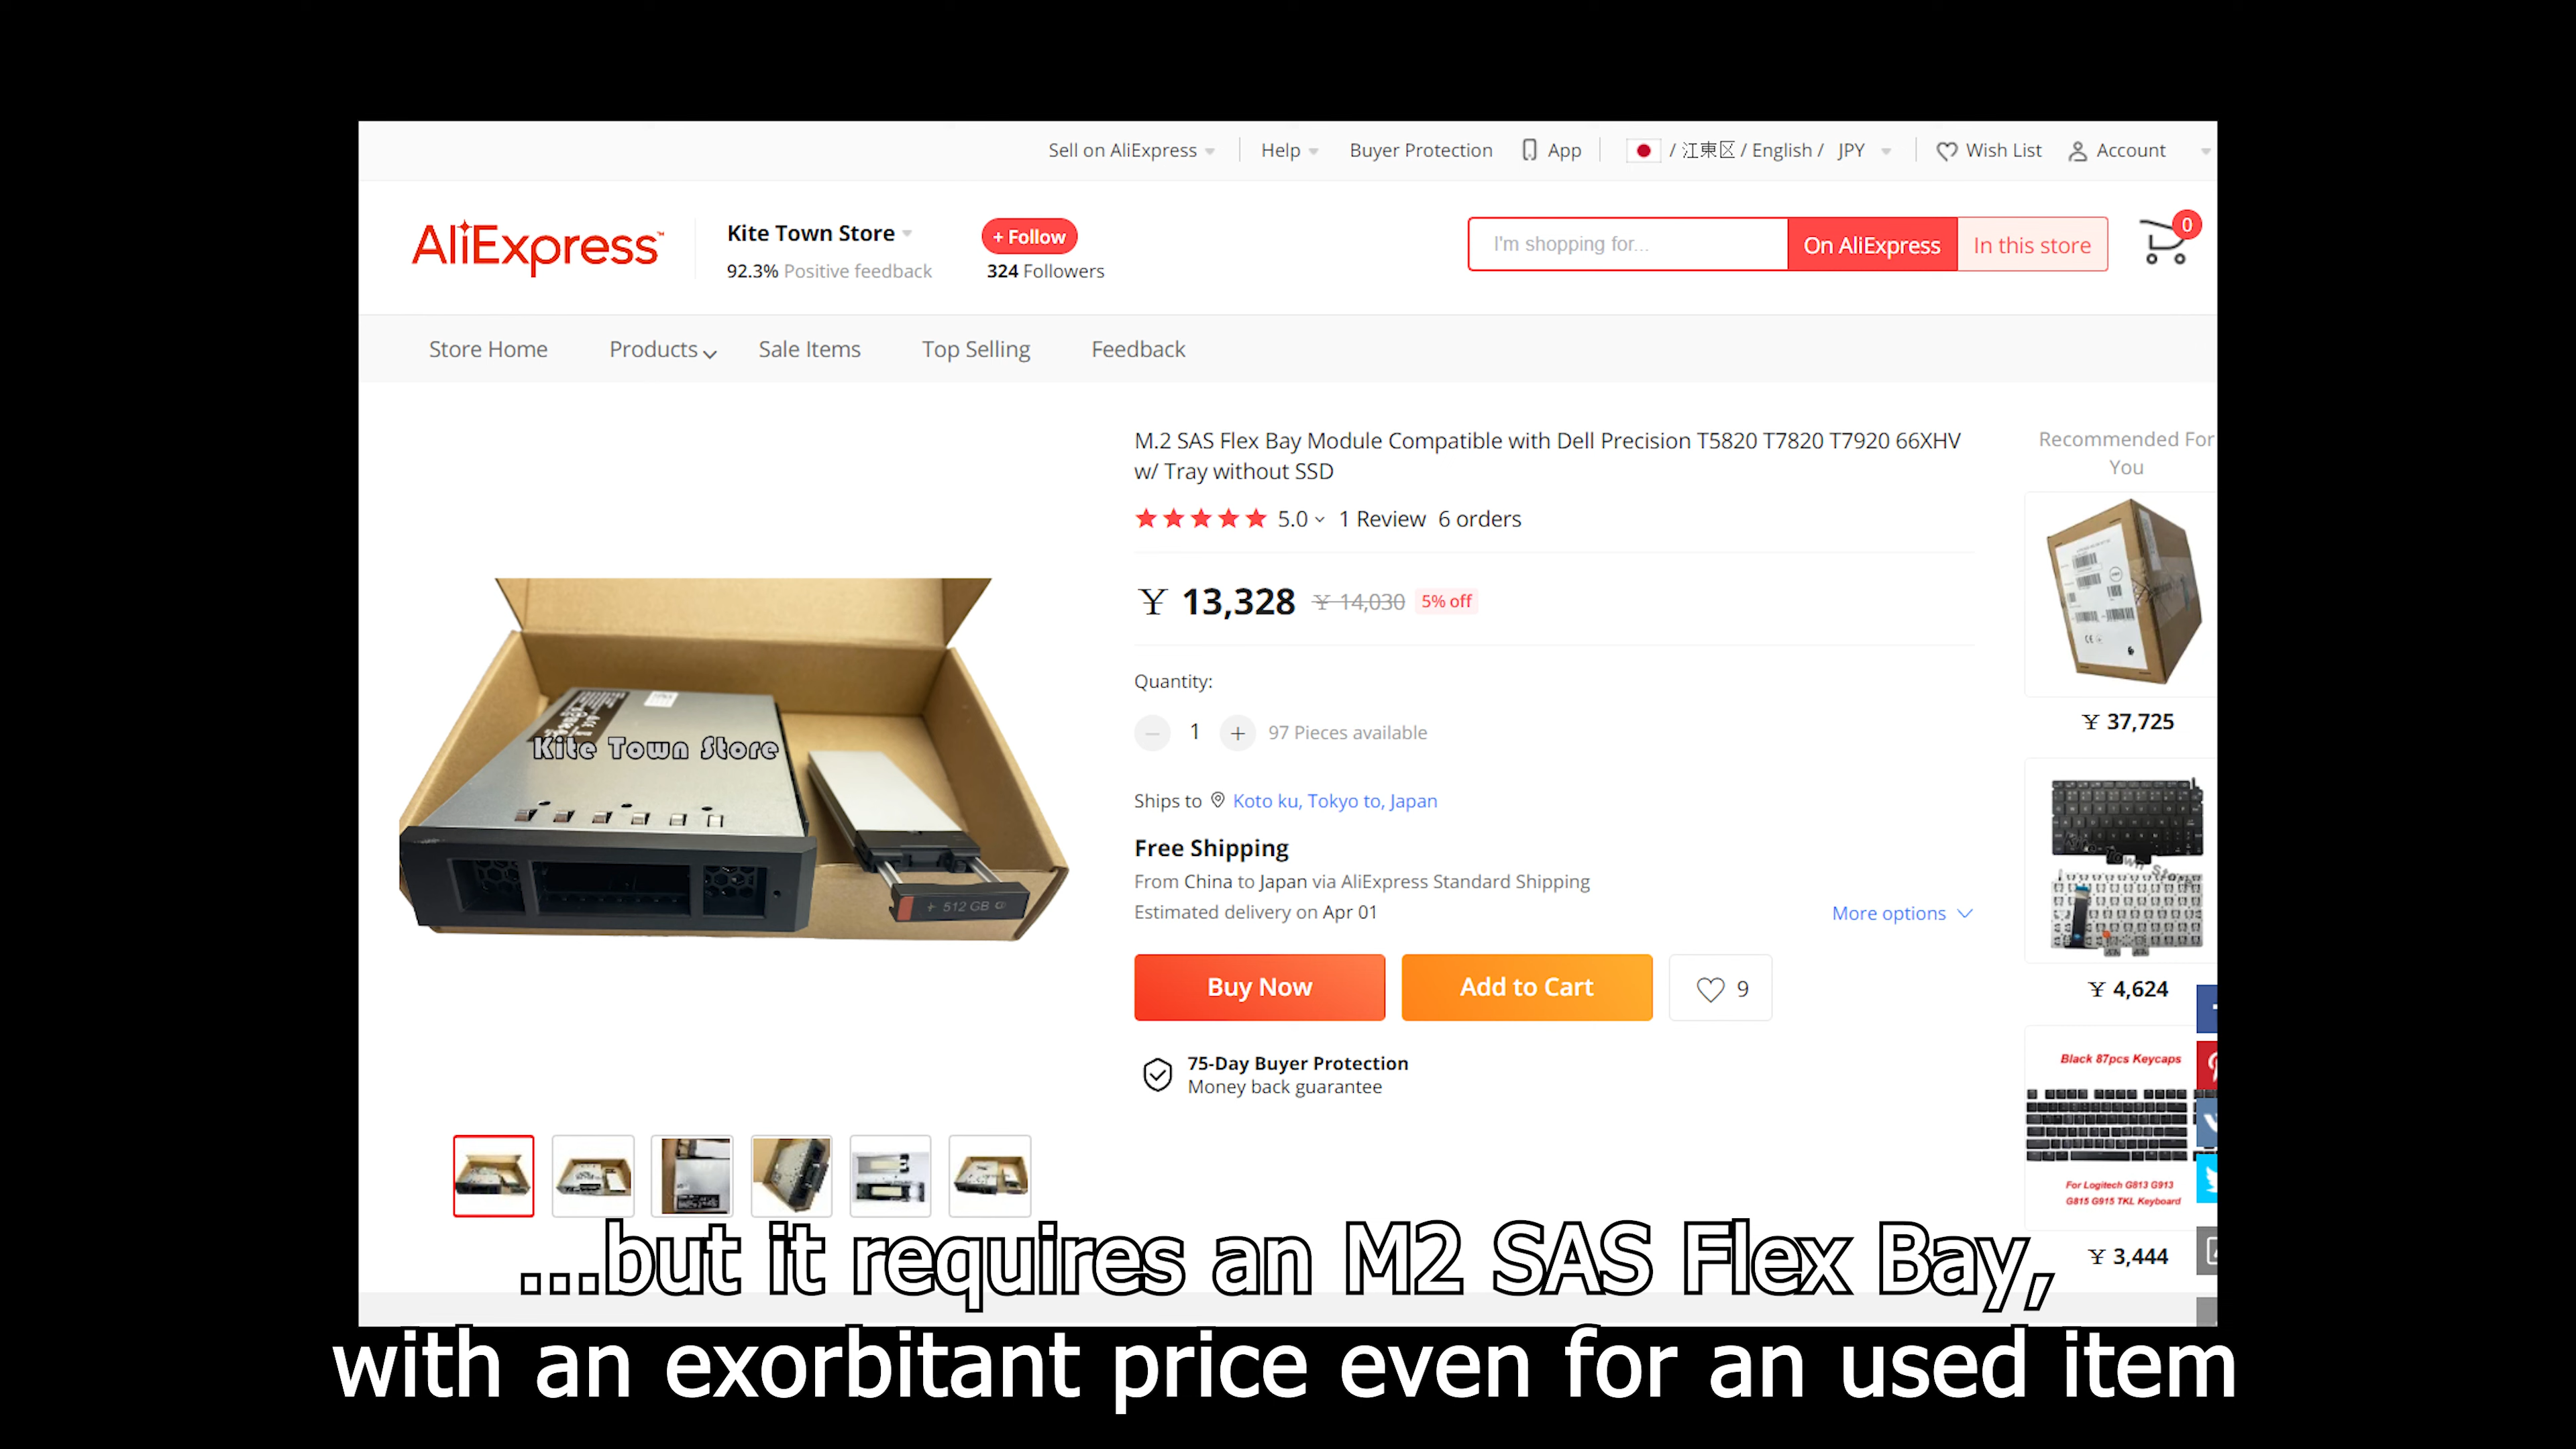 Sell on AliExpress
Help
Buyer Protection
App
/ 江東区 / English / JPY
Wish List
Account
AliExpress™
Kite Town Store
92.3% Positive feedback
+ Follow
324 Followers
I'm shopping for...
On AliExpress
In this store
0
Store Home
Products
Sale Items
Top Selling
Feedback
M.2 SAS Flex Bay Module Compatible with Dell Precision T5820 T7820 T7920 66XHV
w/ Tray without SSD
5.0
1 Review
6 orders
¥ 13,328
¥ 14,030
5% off
Quantity:
1
97 Pieces available
Ships to
Koto ku, Tokyo to, Japan
Free Shipping
From China to Japan via AliExpress Standard Shipping
Estimated delivery on Apr 01
More options
Buy Now
Add to Cart
9
75-Day Buyer Protection
Money back guarantee
Kite Town Store
512 GB
Recommended For
You
¥ 37,725
¥ 4,624
Black 87pcs Keycaps
For Logitech G813 G913
G815 G915 TKL Keyboard
¥ 3,444
...but it requires an M2 SAS Flex Bay,
with an exorbitant price even for an used item